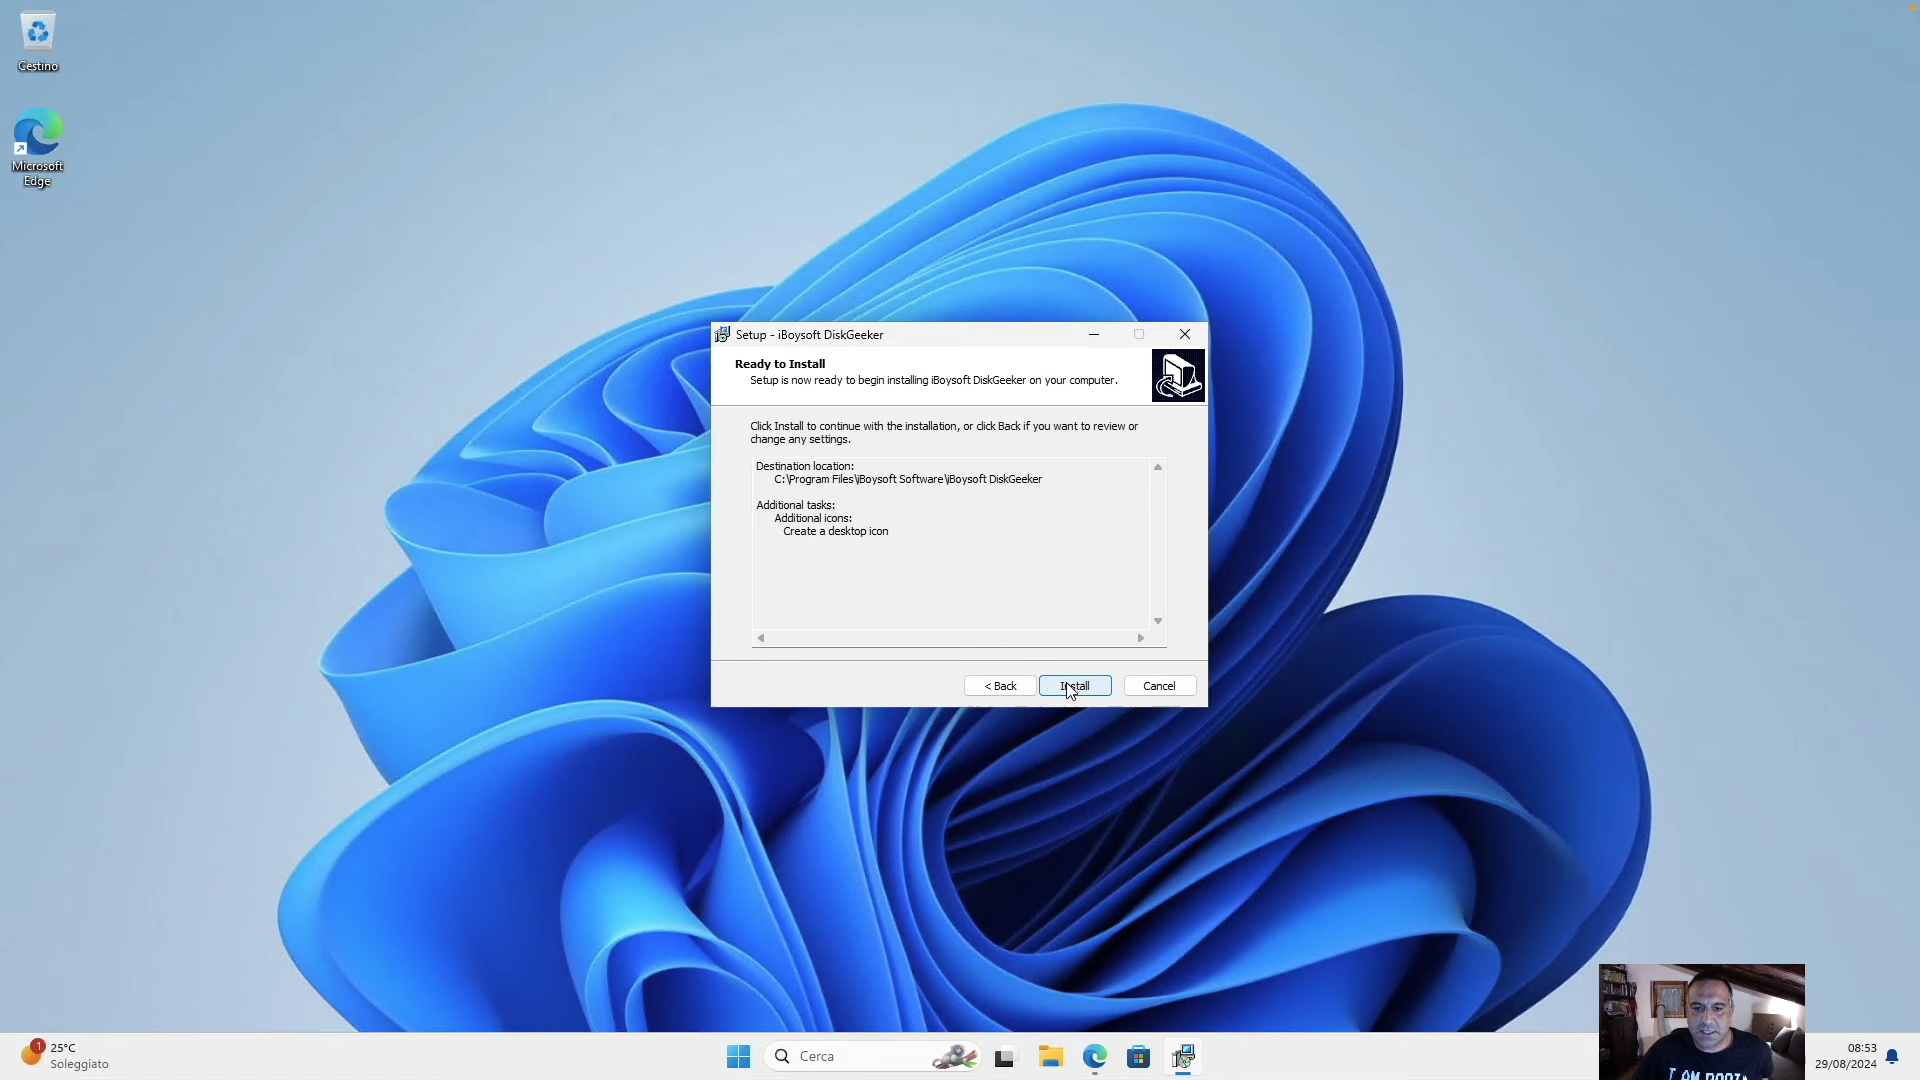 Cestino
Microsoft
Edge
Setup - iBoysoft DiskGeeker
Ready to Install
Setup is now ready to begin installing iBoysoft DiskGeeker on your computer.
Click Install to continue with the installation, or click Back if you want to review or
change any settings.
Destination location:
C:\Program Files\iBoysoft Software\iBoysoft DiskGeeker
Additional tasks:
Additional icons:
Create a desktop icon
< Back
Install
Cancel
1
25°C
Soleggiato
Cerca
08:53
29/08/2024
I AM